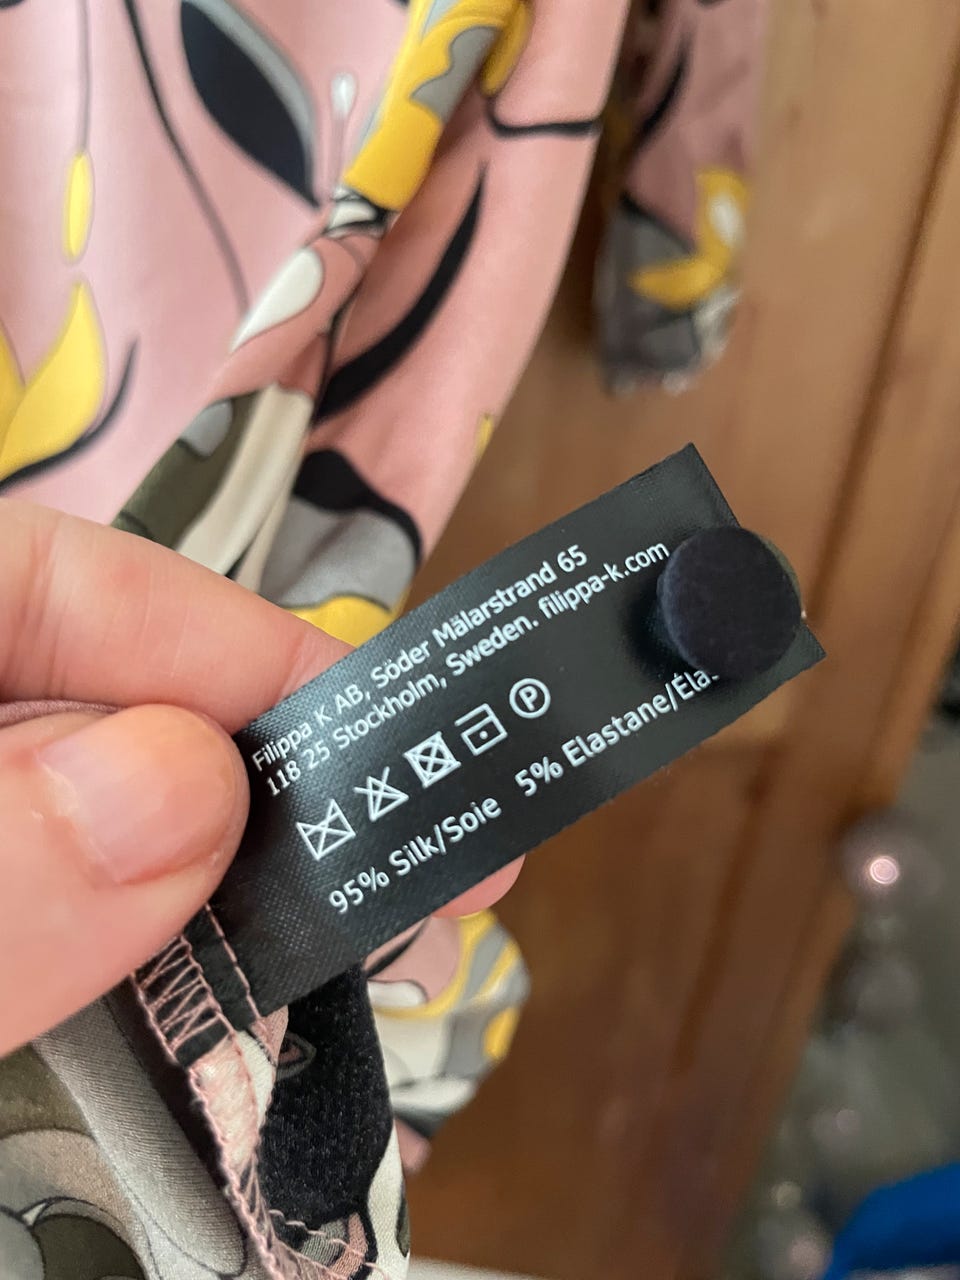 Filippa K AB, Söder Mälarstrand 65
118 25 Stockholm, Sweden. filippa-k.com
P
95% Silk/Soie 5% Elastane/Éla